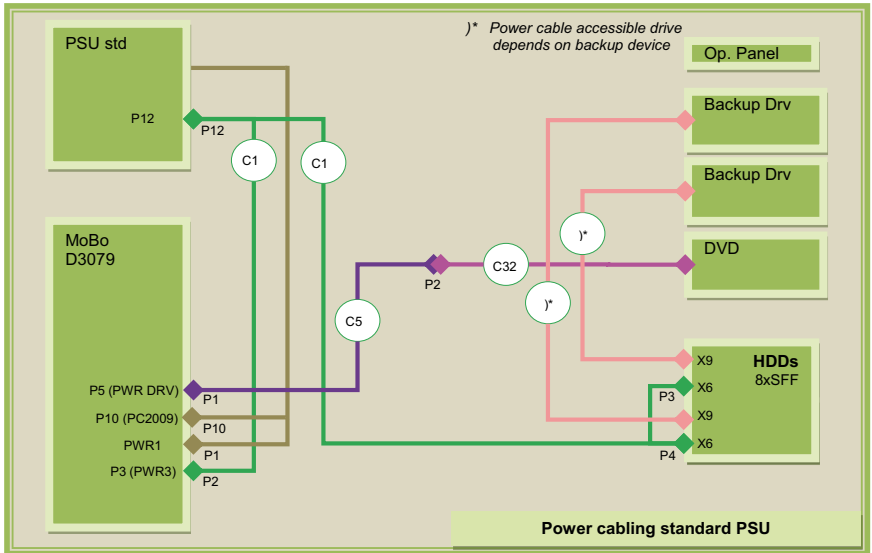 PSU std
P12
P12
C1
C1
)* Power cable accessible drive
depends on backup device
Op. Panel
Backup Drv
Backup Drv
DVD
MoBo
D3079
)*
P2
C32
)*
C5
P5 (PWR DRV)
P1
P10 (PC2009)
P10
PWR1
P1
P3 (PWR3)
P2
X9
HDDs
8xSFF
P3
X6
X9
P4
X6
Power cabling standard PSU